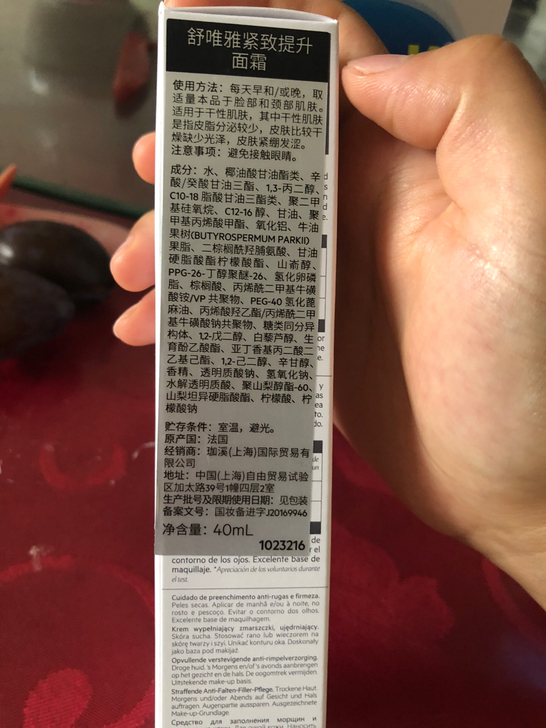 舒唯雅紧致提升
面霜
使用方法：每天早和/或晚，取
适量本品于脸部和颈部肌肤。
适用于干性肌肤，其中干性肌肤
是指皮脂分泌较少，皮肤比较干
燥缺少光泽，皮肤紧绷发涩。
注意事项：避免接触眼睛。
成分：水、椰油酸甘油酯类、辛
酸/癸酸甘油三酯、1,3-丙二醇、
C10-18 脂酸甘油三酯类、聚二甲
基硅氧烷、C12-16 醇、甘油、聚
甲基丙烯酸甲酯、氧化铝、牛油
果树(BUTYROSPERMUM PARKII)
果脂、二棕榈酰羟脯氨酸、甘油
硬脂酸酯柠檬酸酯、山嵛醇、
PPG-26-丁醇聚醚-26、氢化卵磷
脂、棕榈酸、丙烯酰二甲基牛磺
酸铵/VP 共聚物、PEG-40 氢化蓖
麻油、丙烯酸羟乙酯/丙烯酰二甲
基牛磺酸钠共聚物、糖类同分异
构体、1,2-戊二醇、白藜芦醇、生
育酚乙酸酯、亚丁香基丙二酸二
乙基己酯、1,2-己二醇、辛甘醇、
香精、透明质酸钠、氢氧化钠、
水解透明质酸、聚山梨醇酯-60、
山梨坦异硬脂酸酯、柠檬酸、柠
檬酸钠
贮存条件：室温，避光。
原产国：法国
经销商：珈溪(上海)国际贸易有
限公司
地址：中国(上海)自由贸易试验
区加太路39号1幢四层2室
生产批号及限期使用日期：见包装
备案文号：国妆备进字J20169946
净含量：40mL
1023216
contorno de los ojos. Excelente base de
maquillaje. *Apreciación de los voluntarios durante
el test.
Cuidado de preenchimento anti-rugas e firmeza.
Peles secas. Aplicar de manhã e/ou à noite, no
rosto e pescoço. Evitar o contorno dos olhos.
Excelente base de maquilhagem.
Krem wypełniający zmarszczki, ujędrniający.
Skóra sucha. Stosować rano lub wieczorem na
skórę twarzy i szyi. Unikać konturu oka. Doskonały
jako baza pod makijaż.
Opvullende verstevigende anti-rimpelverzorging.
Droge huid. 's Morgens en/of 's avonds aanbrengen
op het gezicht en de hals. De oogomtrek vermijden.
Uitstekende make-up basis.
Straffende Anti-Falten-Filler-Pflege. Trockene Haut.
Morgens und/oder Abends auf Gesicht und Hals
auftragen. Augenpartie aussparen. Ausgezeichnete
Make-up-Grundlage.
Средство для заполнения морщин и